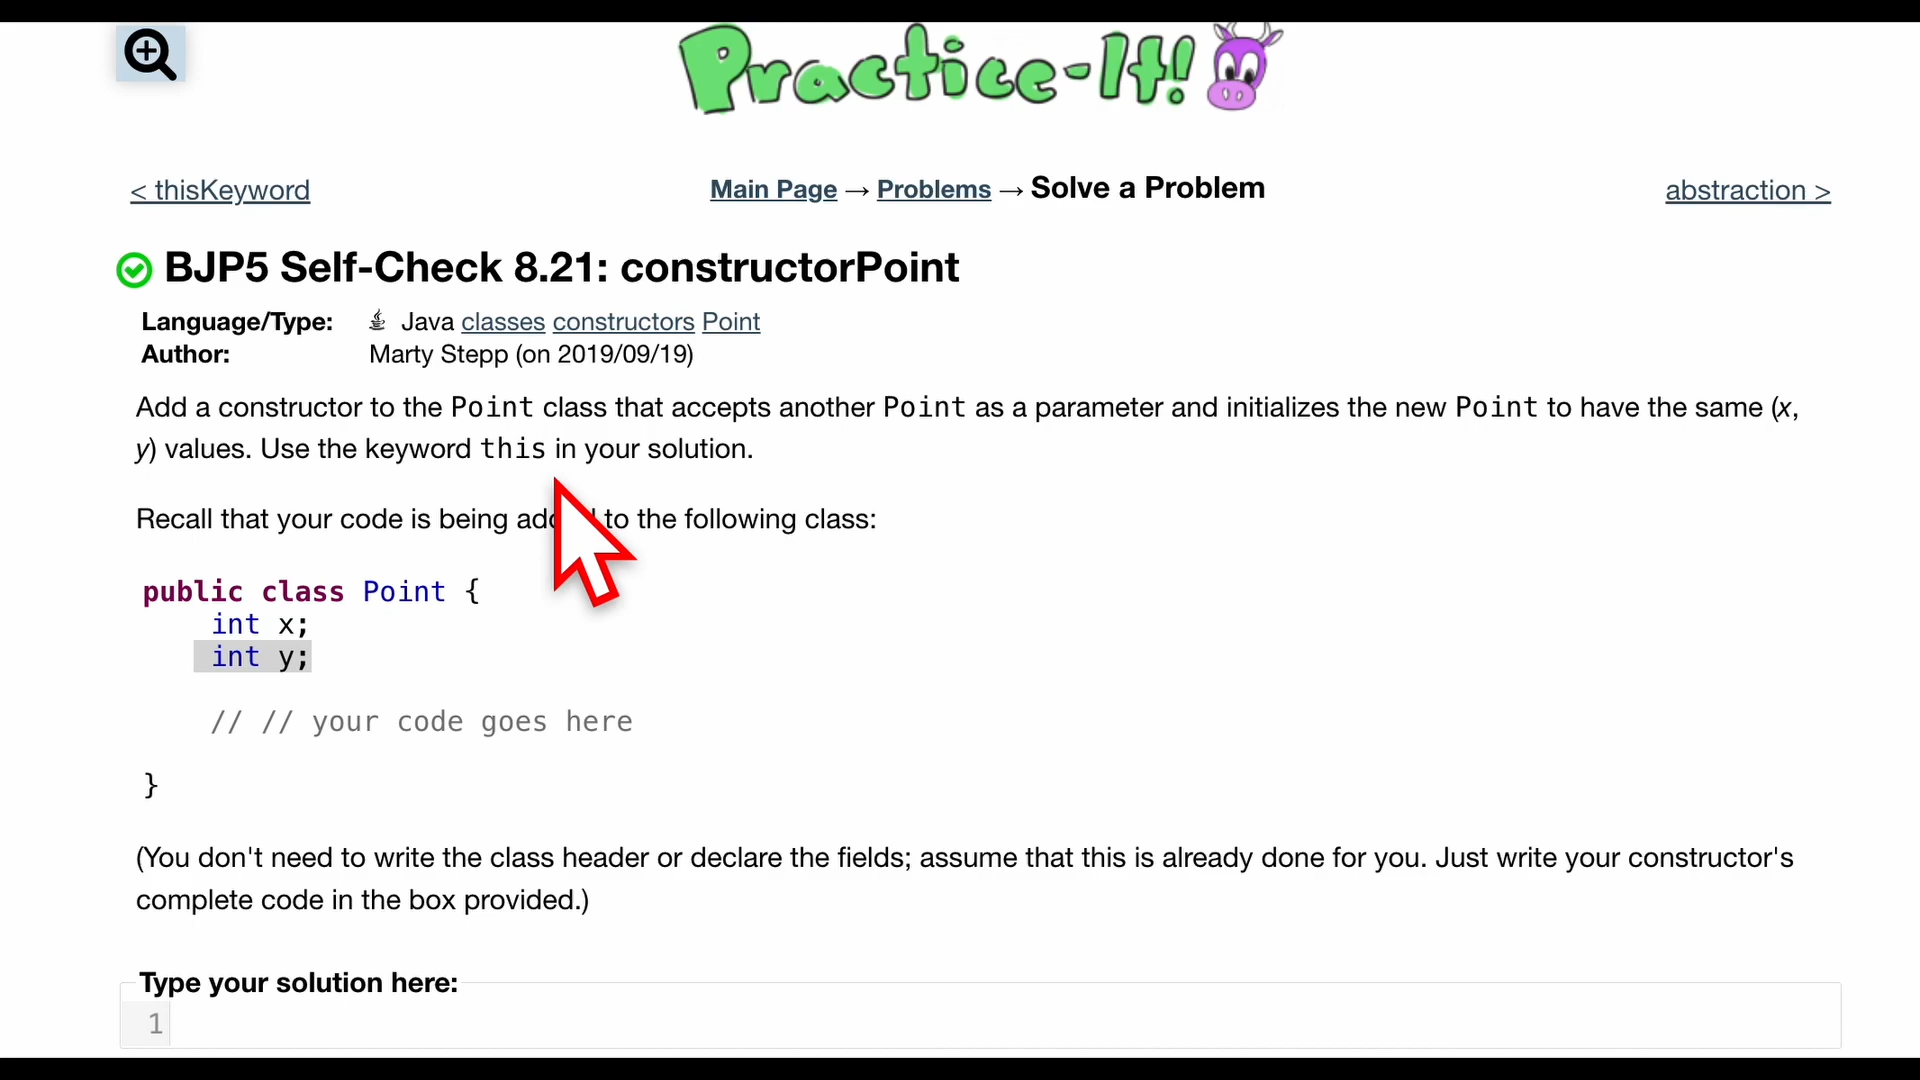 Practice-It!
< thisKeyword
Main Page → Problems → Solve a Problem
abstraction >
BJP5 Self-Check 8.21: constructorPoint
Language/Type: Java classes constructors Point
Author: Marty Stepp (on 2019/09/19)
Add a constructor to the Point class that accepts another Point as a parameter and initializes the new Point to have the same (x,
y) values. Use the keyword this in your solution.
Recall that your code is being added to the following class:
public class Point {
int x;
int y;
// // your code goes here
}
(You don't need to write the class header or declare the fields; assume that this is already done for you. Just write your constructor's
complete code in the box provided.)
Type your solution here:
1